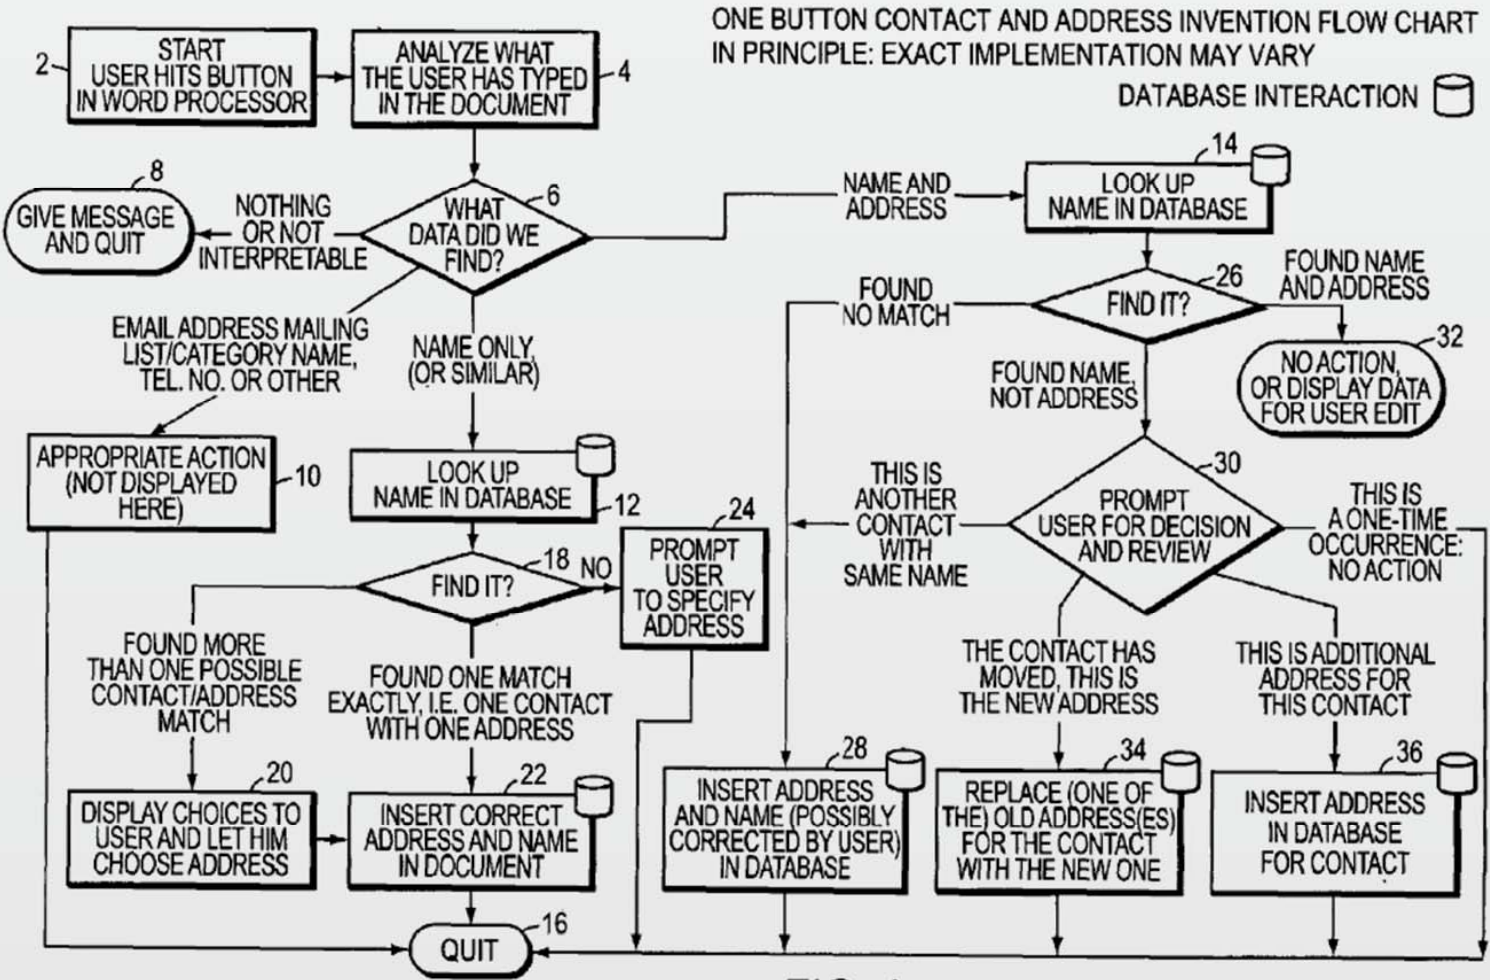 ONE BUTTON CONTACT AND ADDRESS INVENTION FLOW CHART
IN PRINCIPLE: EXACT IMPLEMENTATION MAY VARY
DATABASE INTERACTION
2
START
USER HITS BUTTON
IN WORD PROCESSOR
ANALYZE WHAT
THE USER HAS TYPED
IN THE DOCUMENT
4
8
GIVE MESSAGE
AND QUIT
NOTHING
OR NOT
INTERPRETABLE
6
WHAT
DATA DID WE
FIND?
NAME AND
ADDRESS
14
LOOK UP
NAME IN DATABASE
EMAIL ADDRESS MAILING
LIST/CATEGORY NAME,
TEL. NO. OR OTHER
NAME ONLY,
(OR SIMILAR)
FOUND
NO MATCH
26
FIND IT?
FOUND NAME
AND ADDRESS
32
NO ACTION,
OR DISPLAY DATA
FOR USER EDIT
FOUND NAME,
NOT ADDRESS
APPROPRIATE ACTION
(NOT DISPLAYED
HERE)
10
LOOK UP
NAME IN DATABASE
12
18
FIND IT?
NO
24
PROMPT
USER
TO SPECIFY
ADDRESS
THIS IS
ANOTHER
CONTACT
WITH
SAME NAME
30
PROMPT
USER FOR DECISION
AND REVIEW
THIS IS
A ONE-TIME
OCCURRENCE:
NO ACTION
FOUND MORE
THAN ONE POSSIBLE
CONTACT/ADDRESS
MATCH
FOUND ONE MATCH
EXACTLY, I.E. ONE CONTACT
WITH ONE ADDRESS
THE CONTACT HAS
MOVED, THIS IS
THE NEW ADDRESS
THIS IS ADDITIONAL
ADDRESS FOR
THIS CONTACT
20
DISPLAY CHOICES TO
USER AND LET HIM
CHOOSE ADDRESS
22
INSERT CORRECT
ADDRESS AND NAME
IN DOCUMENT
28
INSERT ADDRESS
AND NAME (POSSIBLY
CORRECTED BY USER)
IN DATABASE
34
REPLACE (ONE OF
THE) OLD ADDRESS(ES)
FOR THE CONTACT
WITH THE NEW ONE
36
INSERT ADDRESS
IN DATABASE
FOR CONTACT
16
QUIT